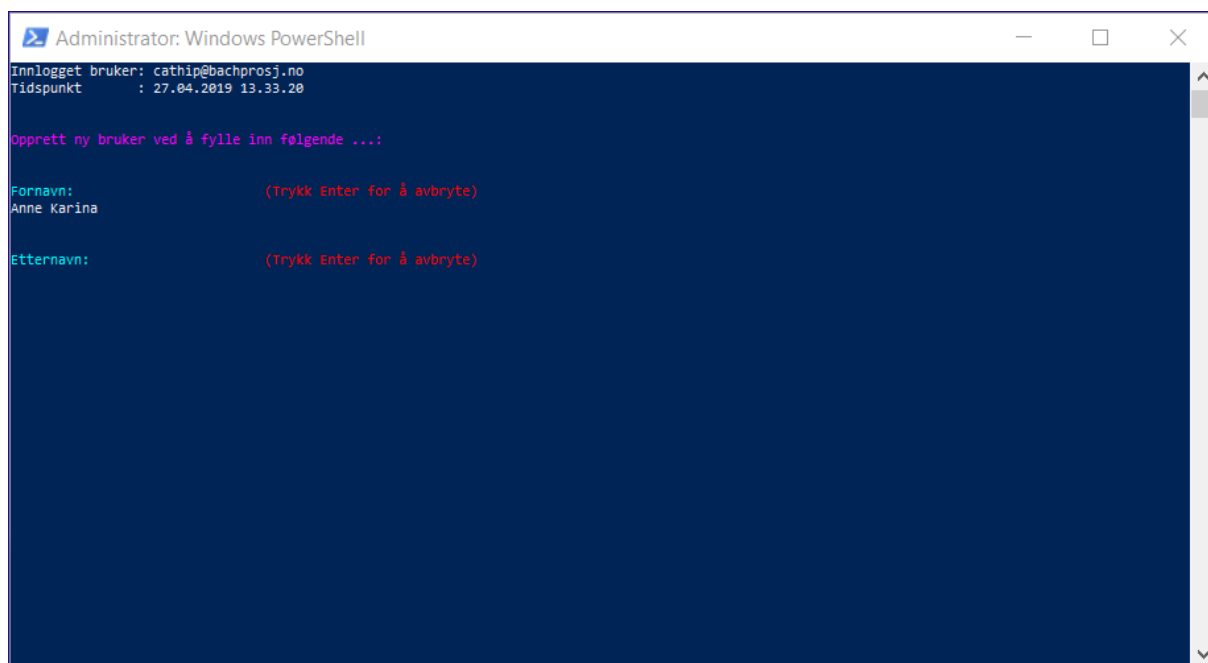 Administrator: Windows PowerShell
Innlogget bruker: cathip@bachprosj.no
Tidspunkt : 27.04.2019 13.33.20
Opprett ny bruker ved å fylle inn følgende ...:
Fornavn: (Trykk Enter for å avbryte)
Anne Karina
Etternavn: (Trykk Enter for å avbryte)